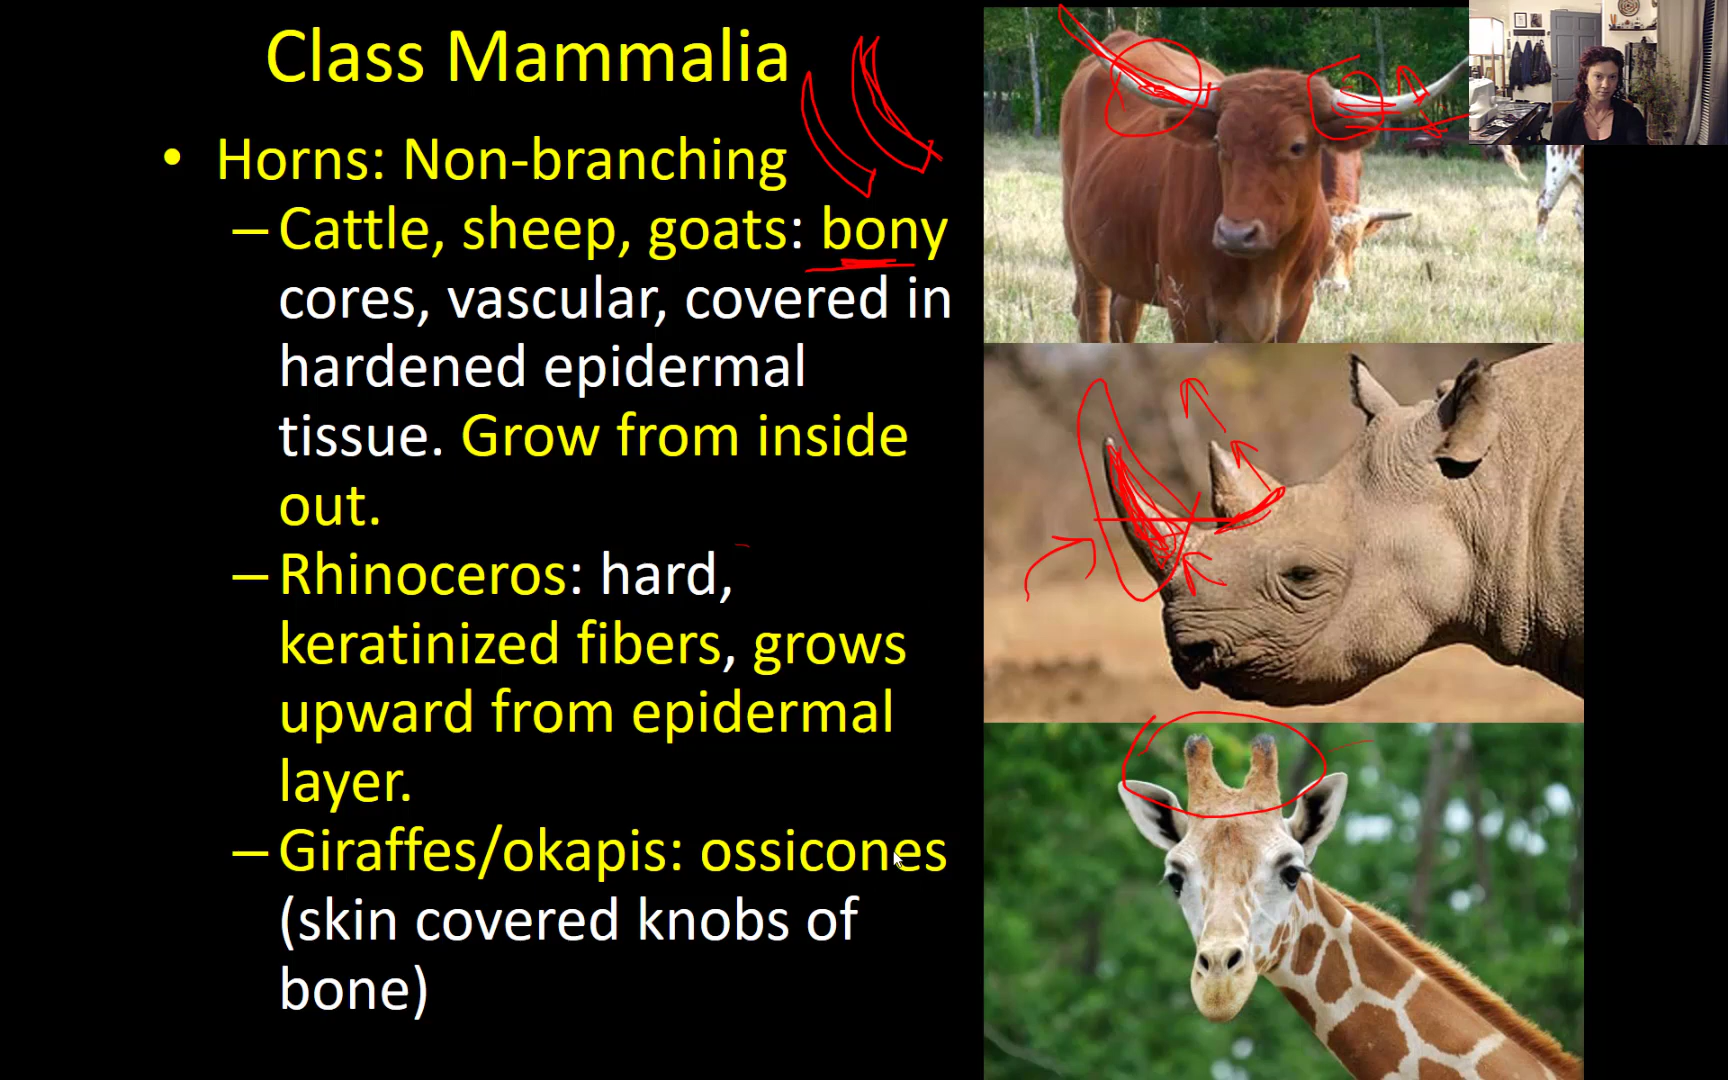 Class Mammalia
• Horns: Non-branching
– Cattle, sheep, goats: bony
cores, vascular, covered in
hardened epidermal
tissue. Grow from inside
out.
– Rhinoceros: hard,
keratinized fibers, grows
upward from epidermal
layer.
– Giraffes/okapis: ossicones
(skin covered knobs of
bone)